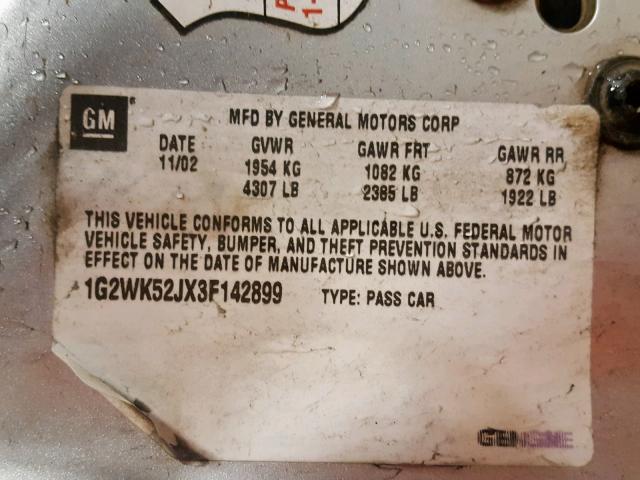 GM
MFD BY GENERAL MOTORS CORP
DATE GVWR GAWR FRT GAWR RR
11/02 1954 KG 1082 KG 872 KG
4307 LB 2385 LB 1922 LB
THIS VEHICLE CONFORMS TO ALL APPLICABLE U.S. FEDERAL MOTOR
VEHICLE SAFETY, BUMPER, AND THEFT PREVENTION STANDARDS IN
EFFECT ON THE DATE OF MANUFACTURE SHOWN ABOVE.
1G2WK52JX3F142899 TYPE: PASS CAR